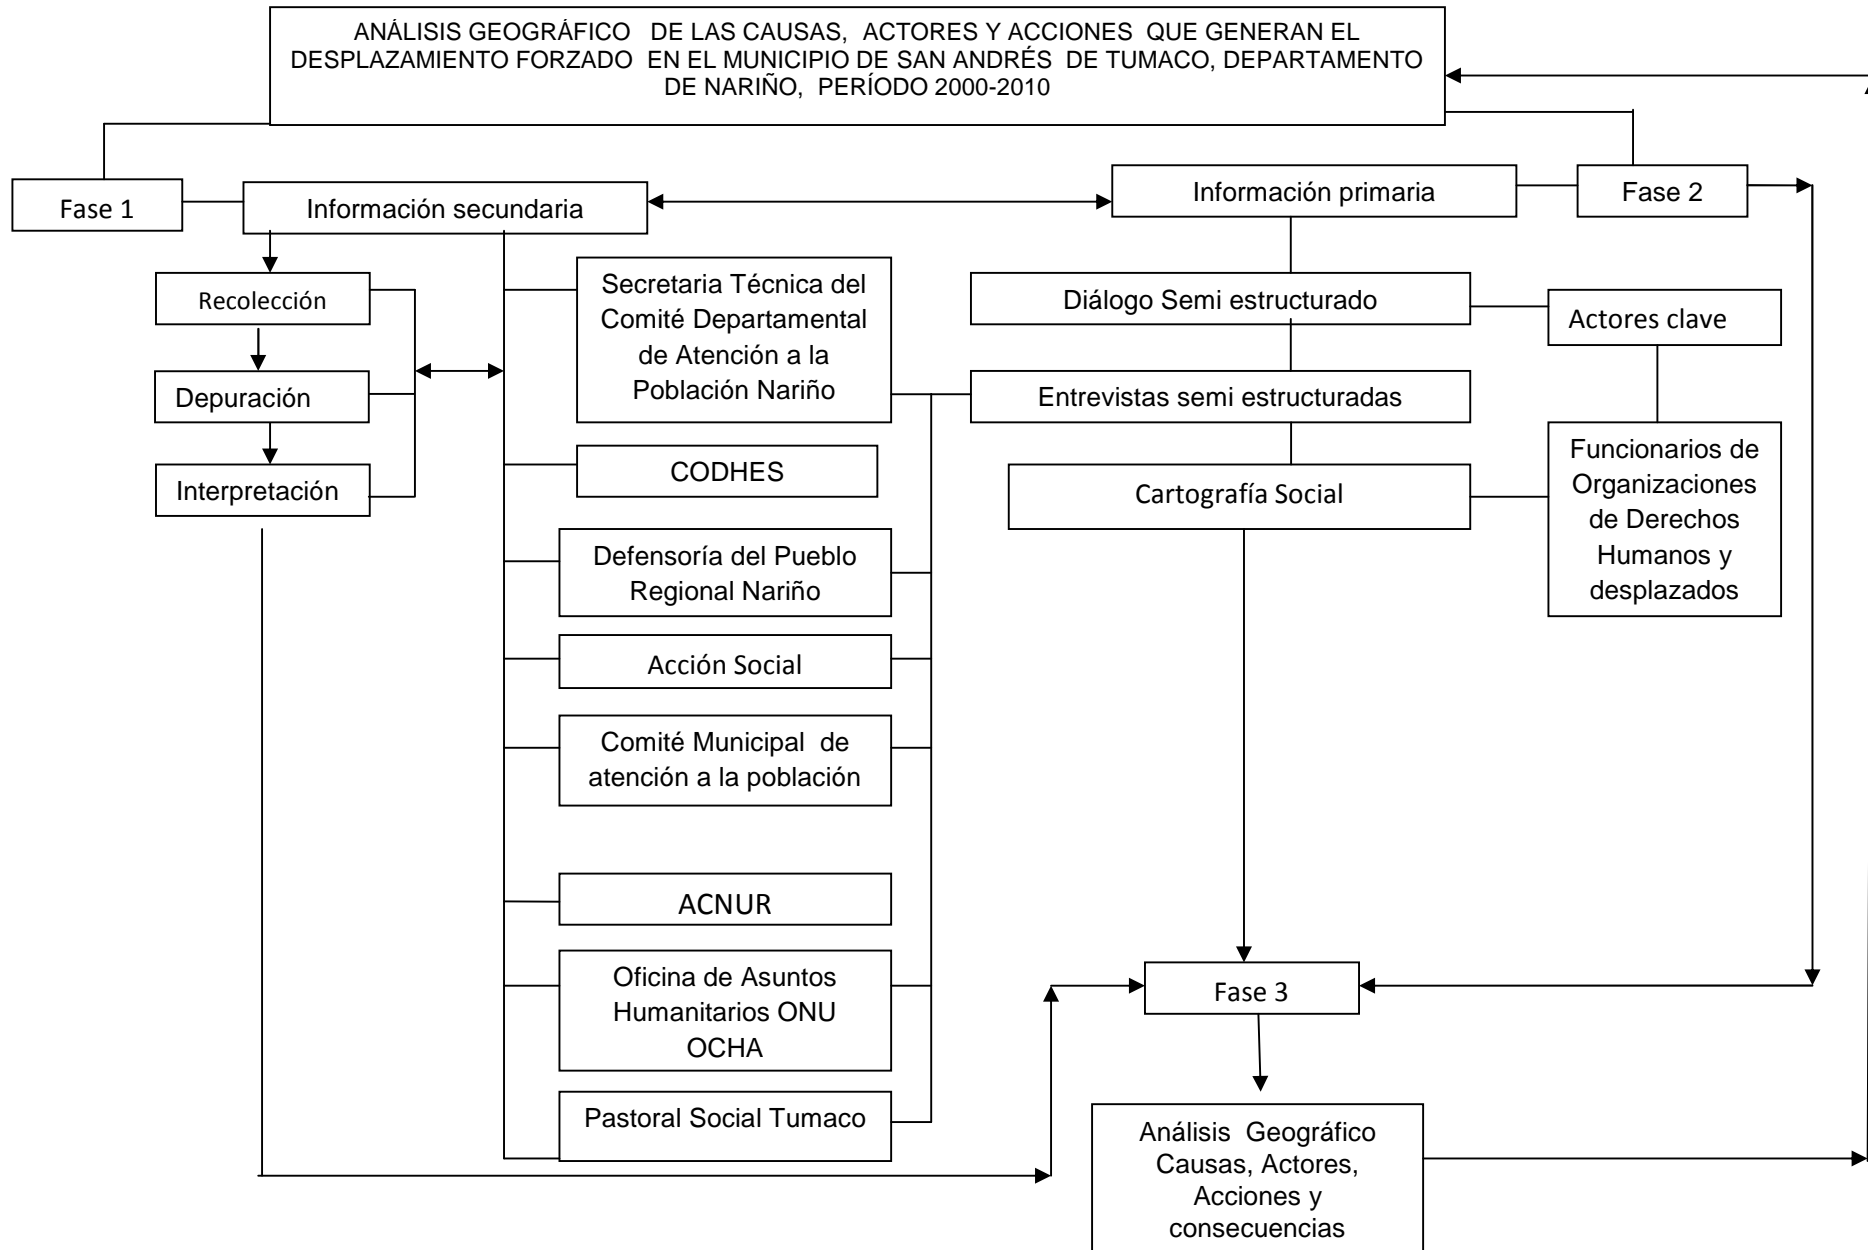 ANÁLISIS GEOGRÁFICO DE LAS CAUSAS, ACTORES Y ACCIONES QUE GENERAN EL
DESPLAZAMIENTO FORZADO EN EL MUNICIPIO DE SAN ANDRÉS DE TUMACO, DEPARTAMENTO
DE NARIÑO, PERÍODO 2000-2010
Fase 1
Información secundaria
Información primaria
Fase 2
Recolección
Depuración
Interpretación
Secretaria Técnica del
Comité Departamental
de Atención a la
Población Nariño
CODHES
Defensoría del Pueblo
Regional Nariño
Acción Social
Comité Municipal de
atención a la población
ACNUR
Oficina de Asuntos
Humanitarios ONU
OCHA
Pastoral Social Tumaco
Diálogo Semi estructurado
Entrevistas semi estructuradas
Cartografía Social
Actores clave
Funcionarios de
Organizaciones
de Derechos
Humanos y
desplazados
Fase 3
Análisis Geográfico
Causas, Actores,
Acciones y
consecuencias